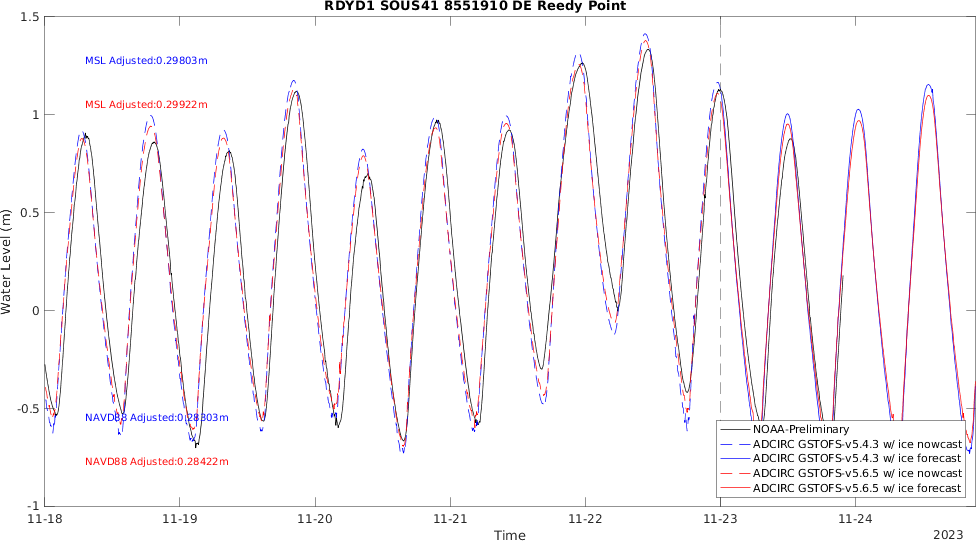 RDYD1 SOUS41 8551910 DE Reedy Point
1.5
1
0.5
0
-0.5
-1
Water Level (m)
MSL Adjusted:0.29803m
MSL Adjusted:0.29922m
NAVD88 Adjusted:0.28303m
NAVD88 Adjusted:0.28422m
NOAA-Preliminary
ADCIRC GSTOFS-v5.4.3 w/ ice nowcast
ADCIRC GSTOFS-v5.4.3 w/ ice forecast
ADCIRC GSTOFS-v5.6.5 w/ ice nowcast
ADCIRC GSTOFS-v5.6.5 w/ ice forecast
11-18 11-19 11-20 11-21 11-22 11-23 11-24
Time
2023